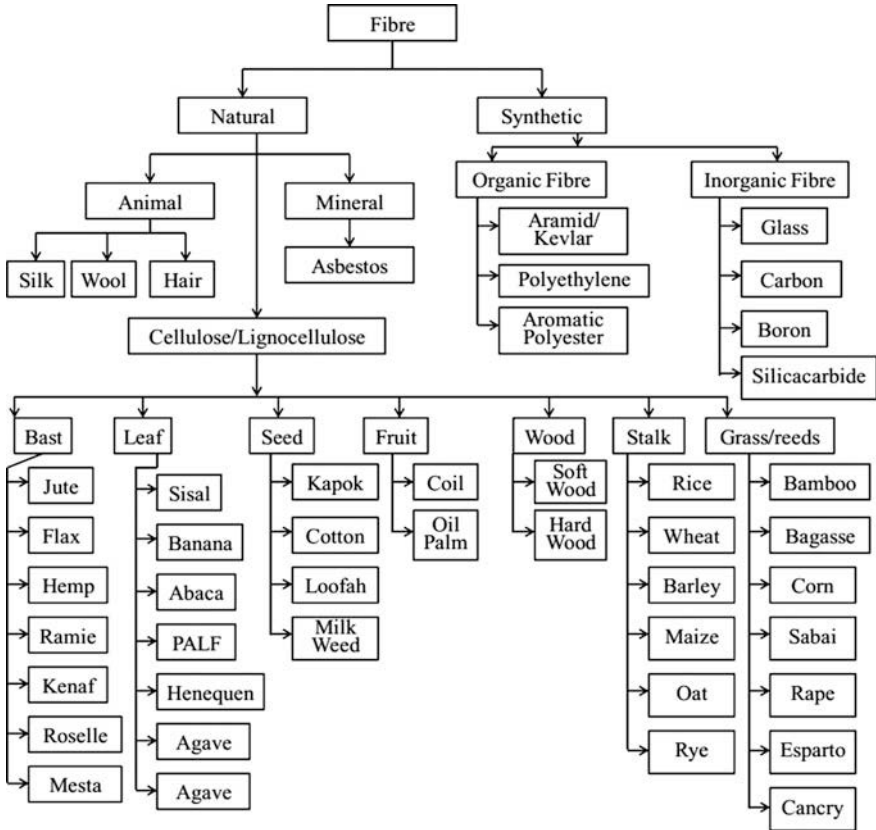 Fibre
Natural
Synthetic
Animal
Mineral
Organic Fibre
Inorganic Fibre
Silk
Wool
Hair
Asbestos
Aramid/
Kevlar
Polyethylene
Aromatic
Polyester
Glass
Carbon
Boron
Silicacarbide
Cellulose/Lignocellulose
Bast
Leaf
Seed
Fruit
Wood
Stalk
Grass/reeds
Jute
Flax
Hemp
Ramie
Kenaf
Roselle
Mesta
Sisal
Banana
Abaca
PALF
Henequen
Agave
Agave
Kapok
Cotton
Loofah
Milk
Weed
Coil
Oil
Palm
Soft
Wood
Hard
Wood
Rice
Wheat
Barley
Maize
Oat
Rye
Bamboo
Bagasse
Corn
Sabai
Rape
Esparto
Cancry